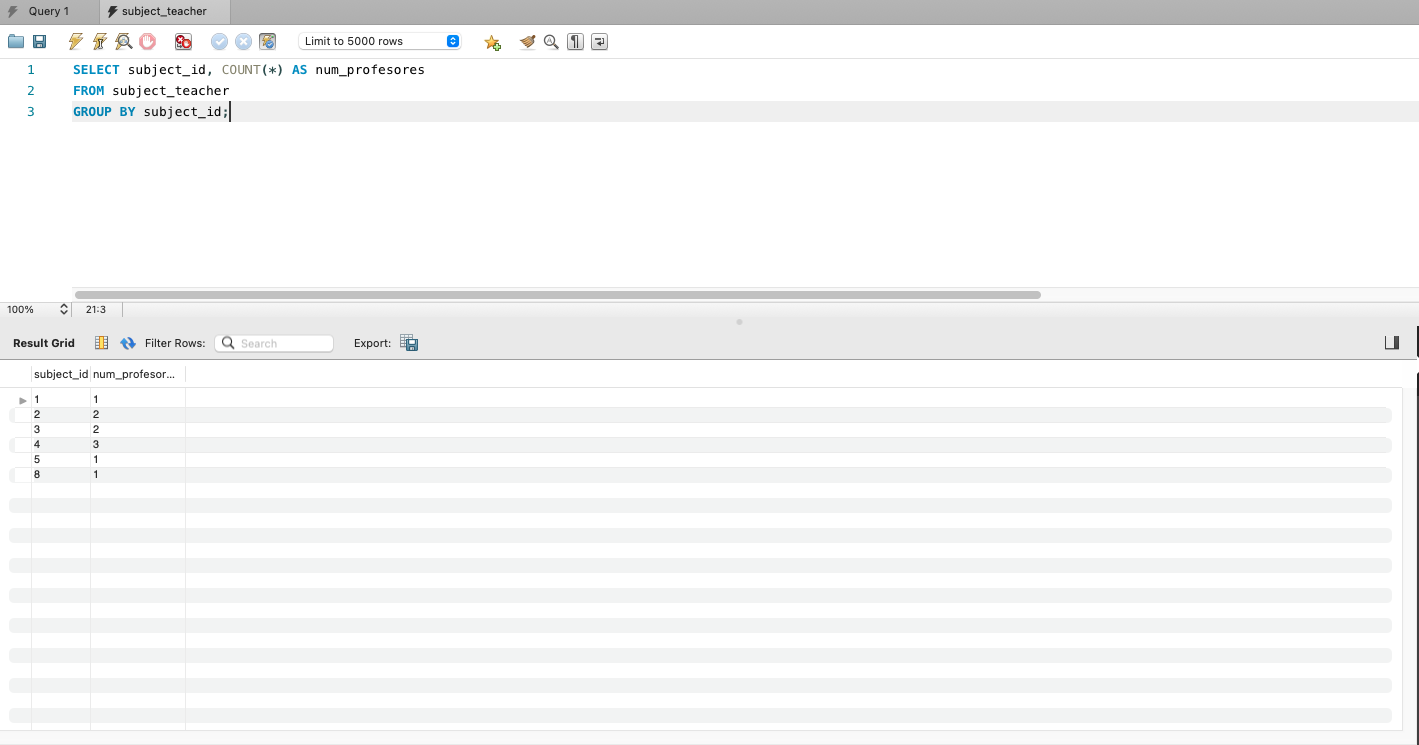 Query 1 subject_teacher
Limit to 5000 rows
1 SELECT subject_id, COUNT(*) AS num_profesores
2 FROM subject_teacher
3 GROUP BY subject_id;
100% 21:3
Result Grid Filter Rows: Search Export:
subject_id num_profesor...
1 1
2 2
3 2
4 3
5 1
8 1